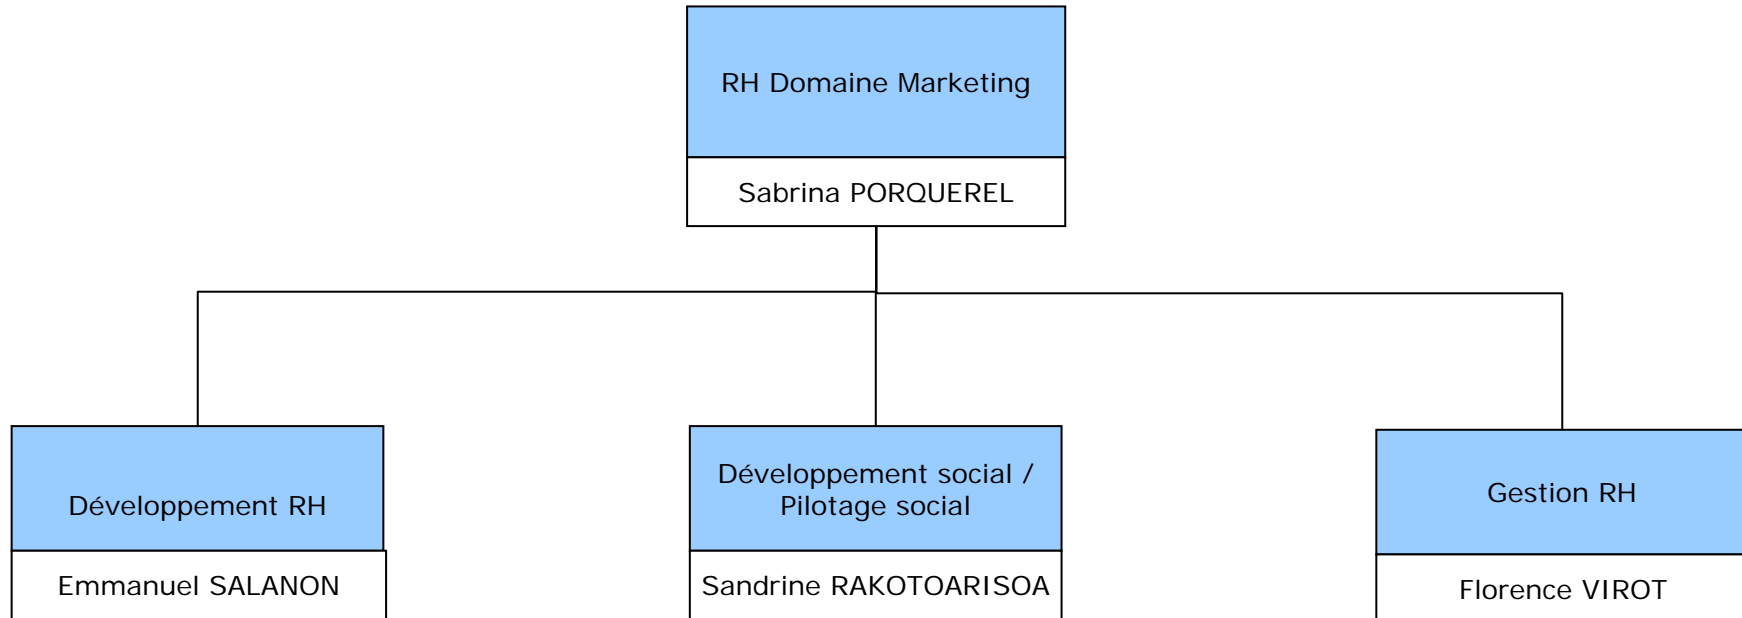 RH Domaine Marketing
Sabrina PORQUEREL
Développement RH
Emmanuel SALANON
Développement social /
Pilotage social
Sandrine RAKOTOARISOA
Gestion RH
Florence VIROT